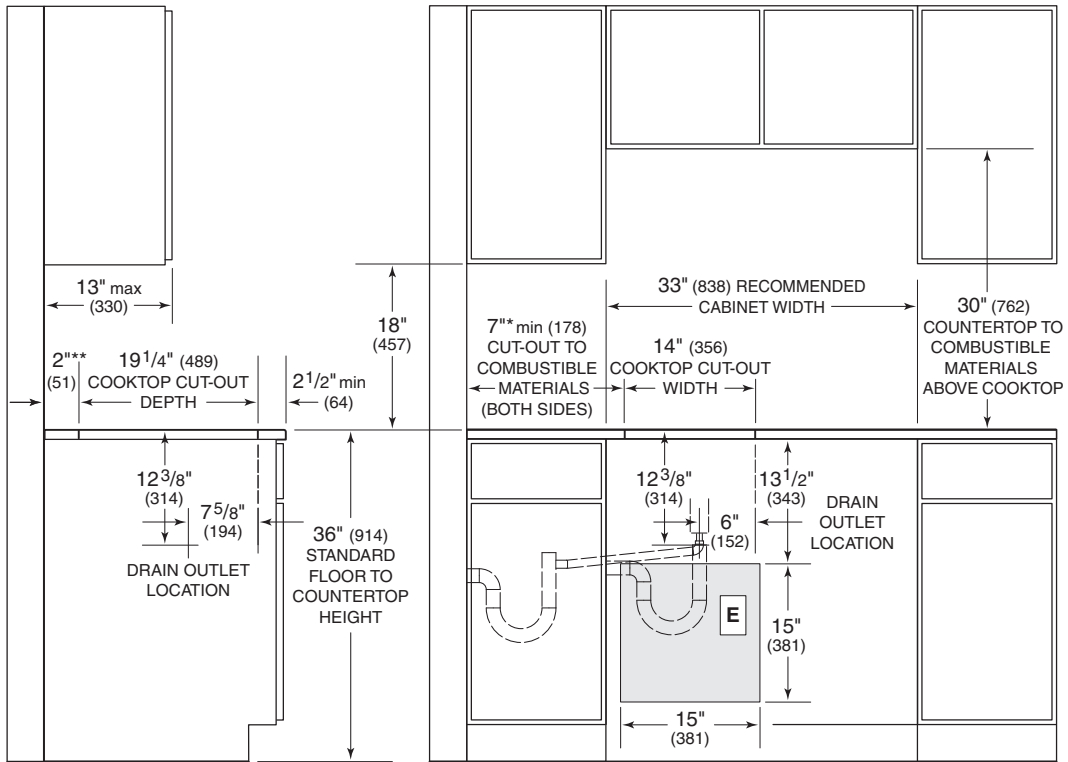 13" max
(330)
2"**
(51)
19 1/4" (489)
COOKTOP CUT-OUT
DEPTH
2 1/2" min
(64)
18"
(457)
12 3/8"
(314)
7 5/8"
(194)
DRAIN OUTLET
LOCATION
36" (914)
STANDARD
FLOOR TO
COUNTERTOP
HEIGHT
33" (838) RECOMMENDED
CABINET WIDTH
7"* min (178)
CUT-OUT TO
COMBUSTIBLE
MATERIALS
(BOTH SIDES)
14" (356)
COOKTOP CUT-OUT
WIDTH
30" (762)
COUNTERTOP TO
COMBUSTIBLE
MATERIALS
ABOVE COOKTOP
12 3/8"
(314)
6"
(152)
13 1/2"
(343)
DRAIN
OUTLET
LOCATION
E
15"
(381)
15"
(381)